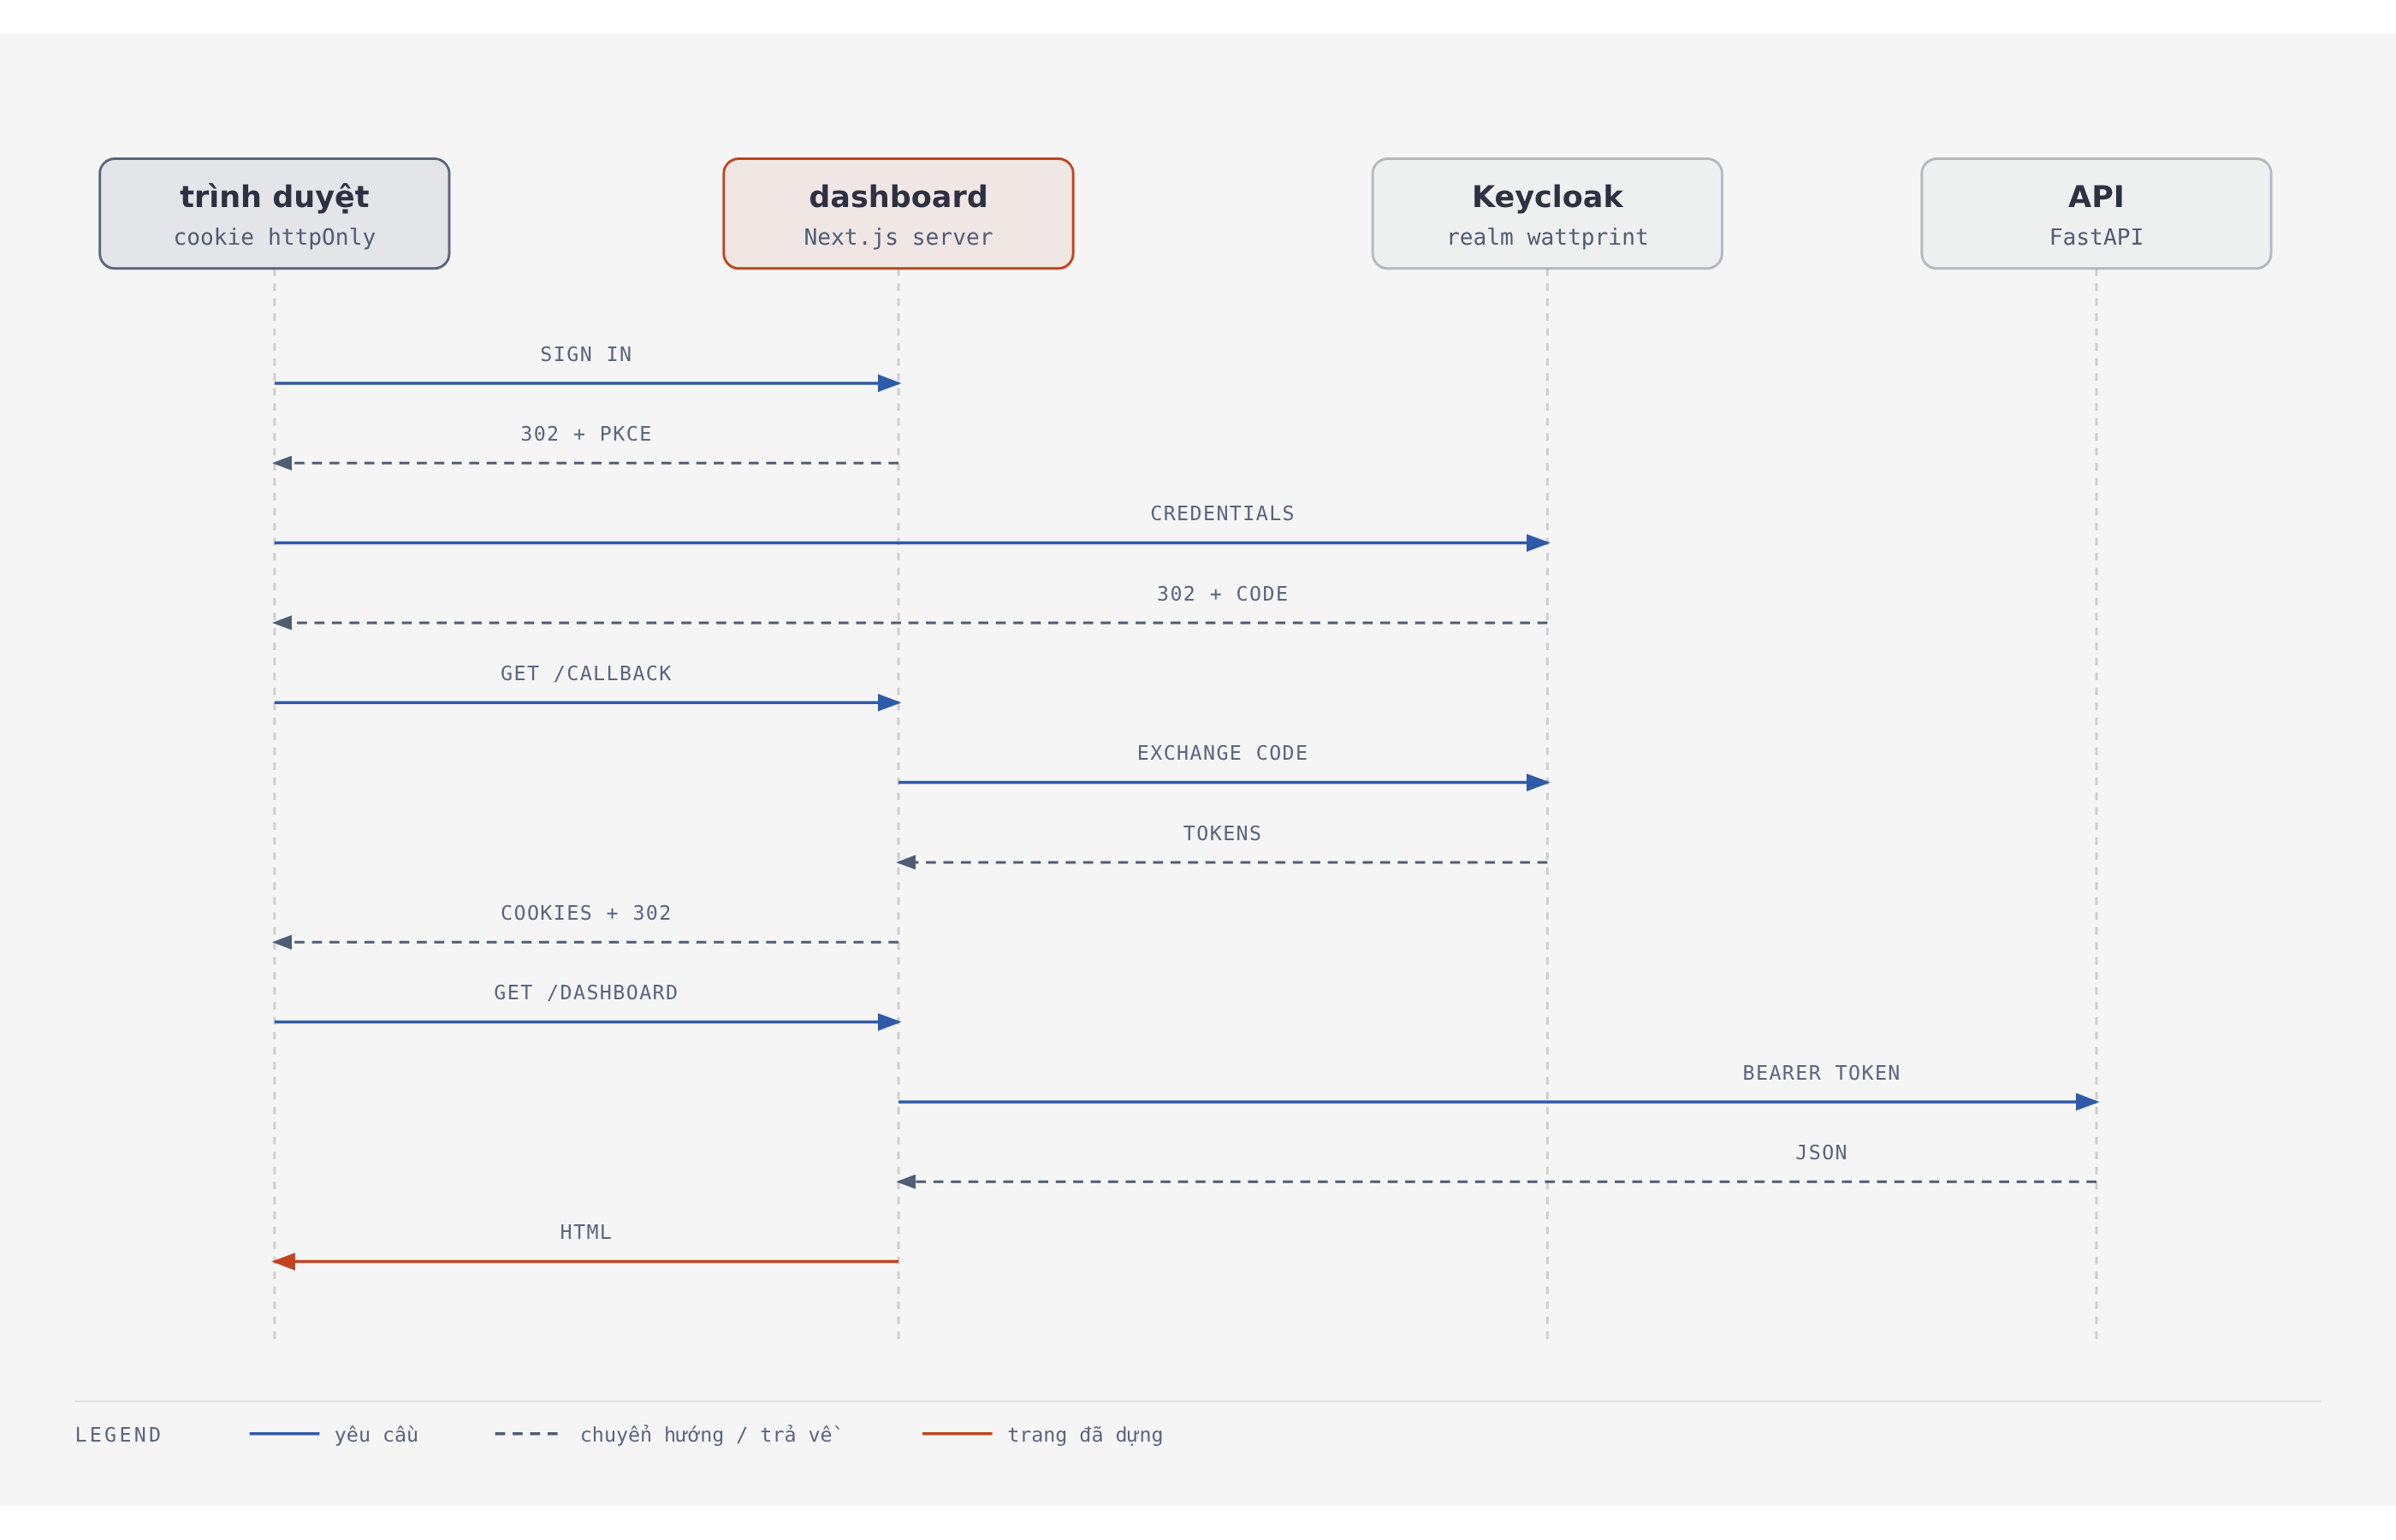 trình duyệt
cookie httpOnly
dashboard
Next.js server
Keycloak
realm wattprint
API
FastAPI
SIGN IN
302 + PKCE
CREDENTIALS
302 + CODE
GET /CALLBACK
EXCHANGE CODE
TOKENS
COOKIES + 302
GET /DASHBOARD
BEARER TOKEN
JSON
HTML
LEGEND
yêu cầu
chuyển hướng / trả về
trang đã dựng